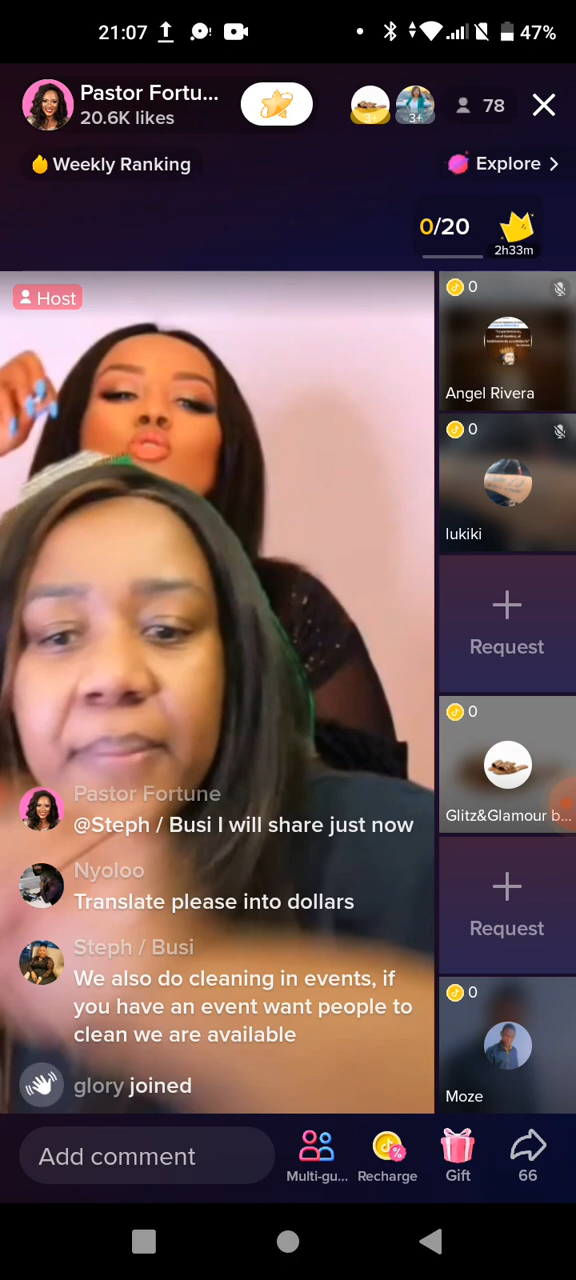 21:07
47%
Pastor Fortu...
20.6K likes
3+
3+
78
Weekly Ranking
Explore >
0/20
2h33m
Host
0
Angel Rivera
0
lukiki
Request
0
Glitz&Glamour b...
Request
0
Moze
Pastor Fortune
@Steph / Busi I will share just now
Nyoloo
Translate please into dollars
Steph / Busi
We also do cleaning in events, if
you have an event want people to
clean we are available
glory joined
Add comment
Multi-gu...
Recharge
Gift
66